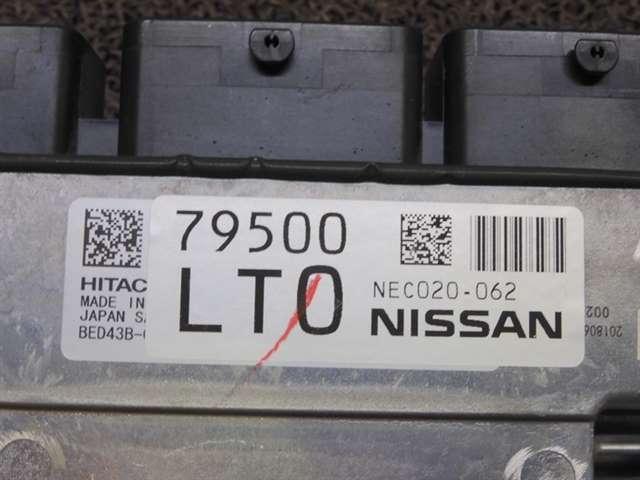 79500
LT0
NEC020-062
NISSAN
HITAC
MADE IN
JAPAN
BED43B-